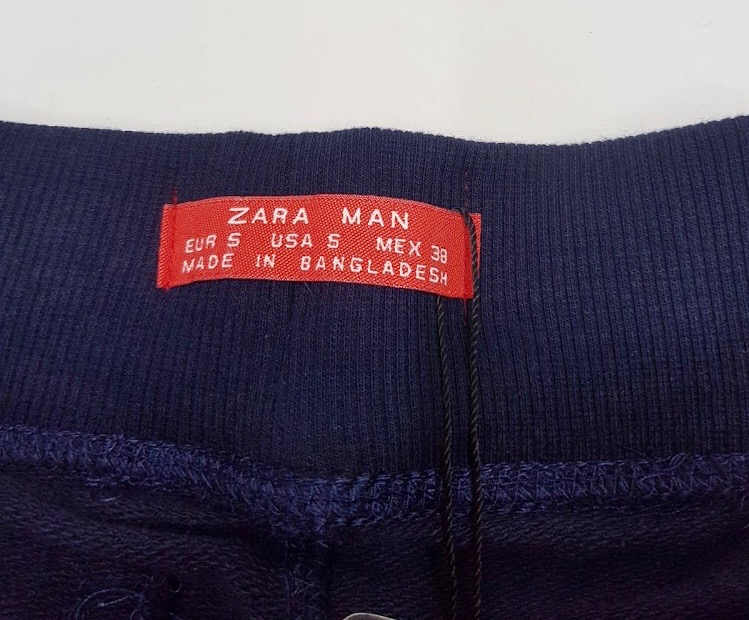 ZARA MAN
EUR S USA S MEX 38
MADE IN BANGLADESH